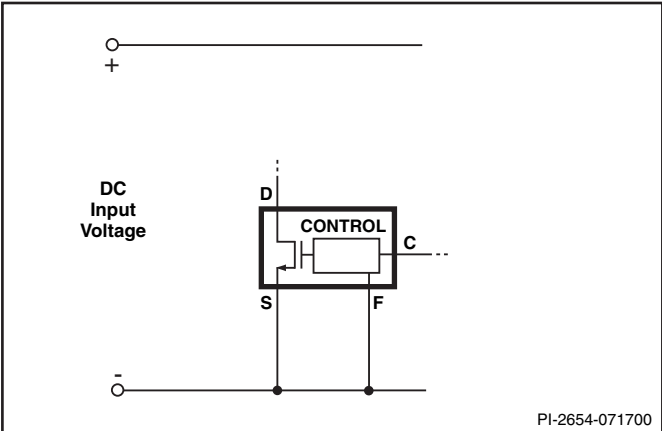 +
DC
Input
Voltage
D
CONTROL
C
S
F
-
PI-2654-071700